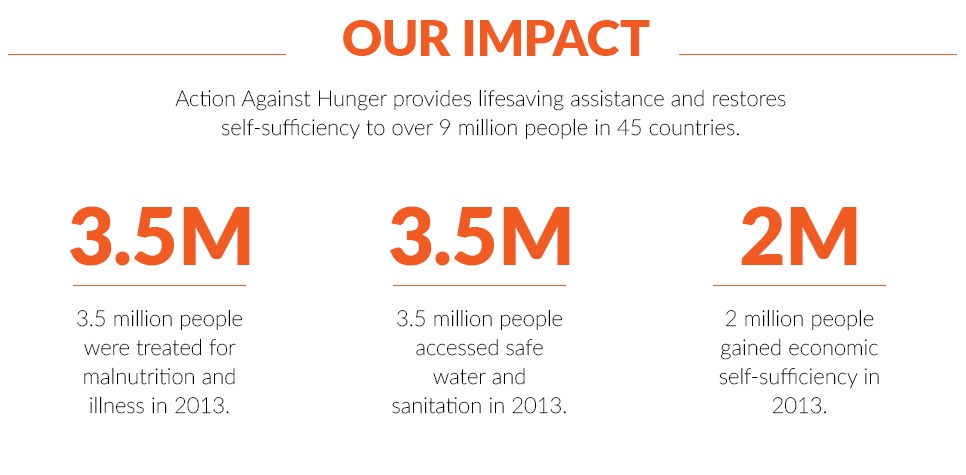 OUR IMPACT
Action Against Hunger provides lifesaving assistance and restores
self-sufficiency to over 9 million people in 45 countries.
3.5M
3.5 million people
were treated for
malnutrition and
illness in 2013.
3.5M
3.5 million people
accessed safe
water and
sanitation in 2013.
2M
2 million people
gained economic
self-sufficiency in
2013.